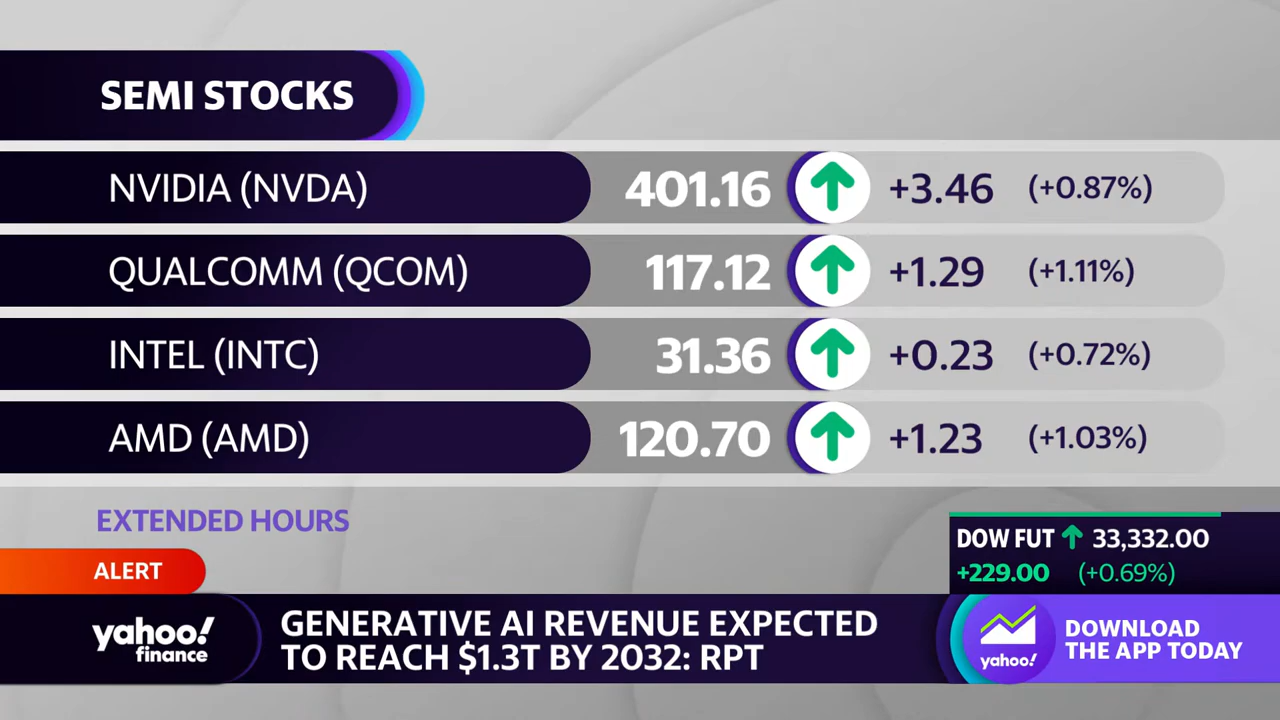 SEMI STOCKS
NVIDIA (NVDA) 401.16 +3.46 (+0.87%)
QUALCOMM (QCOM) 117.12 +1.29 (+1.11%)
INTEL (INTC) 31.36 +0.23 (+0.72%)
AMD (AMD) 120.70 +1.23 (+1.03%)
EXTENDED HOURS
DOW FUT 33,332.00
+229.00 (+0.69%)
ALERT
yahoo!
finance
GENERATIVE AI REVENUE EXPECTED
TO REACH $1.3T BY 2032: RPT
yahoo!
DOWNLOAD
THE APP TODAY